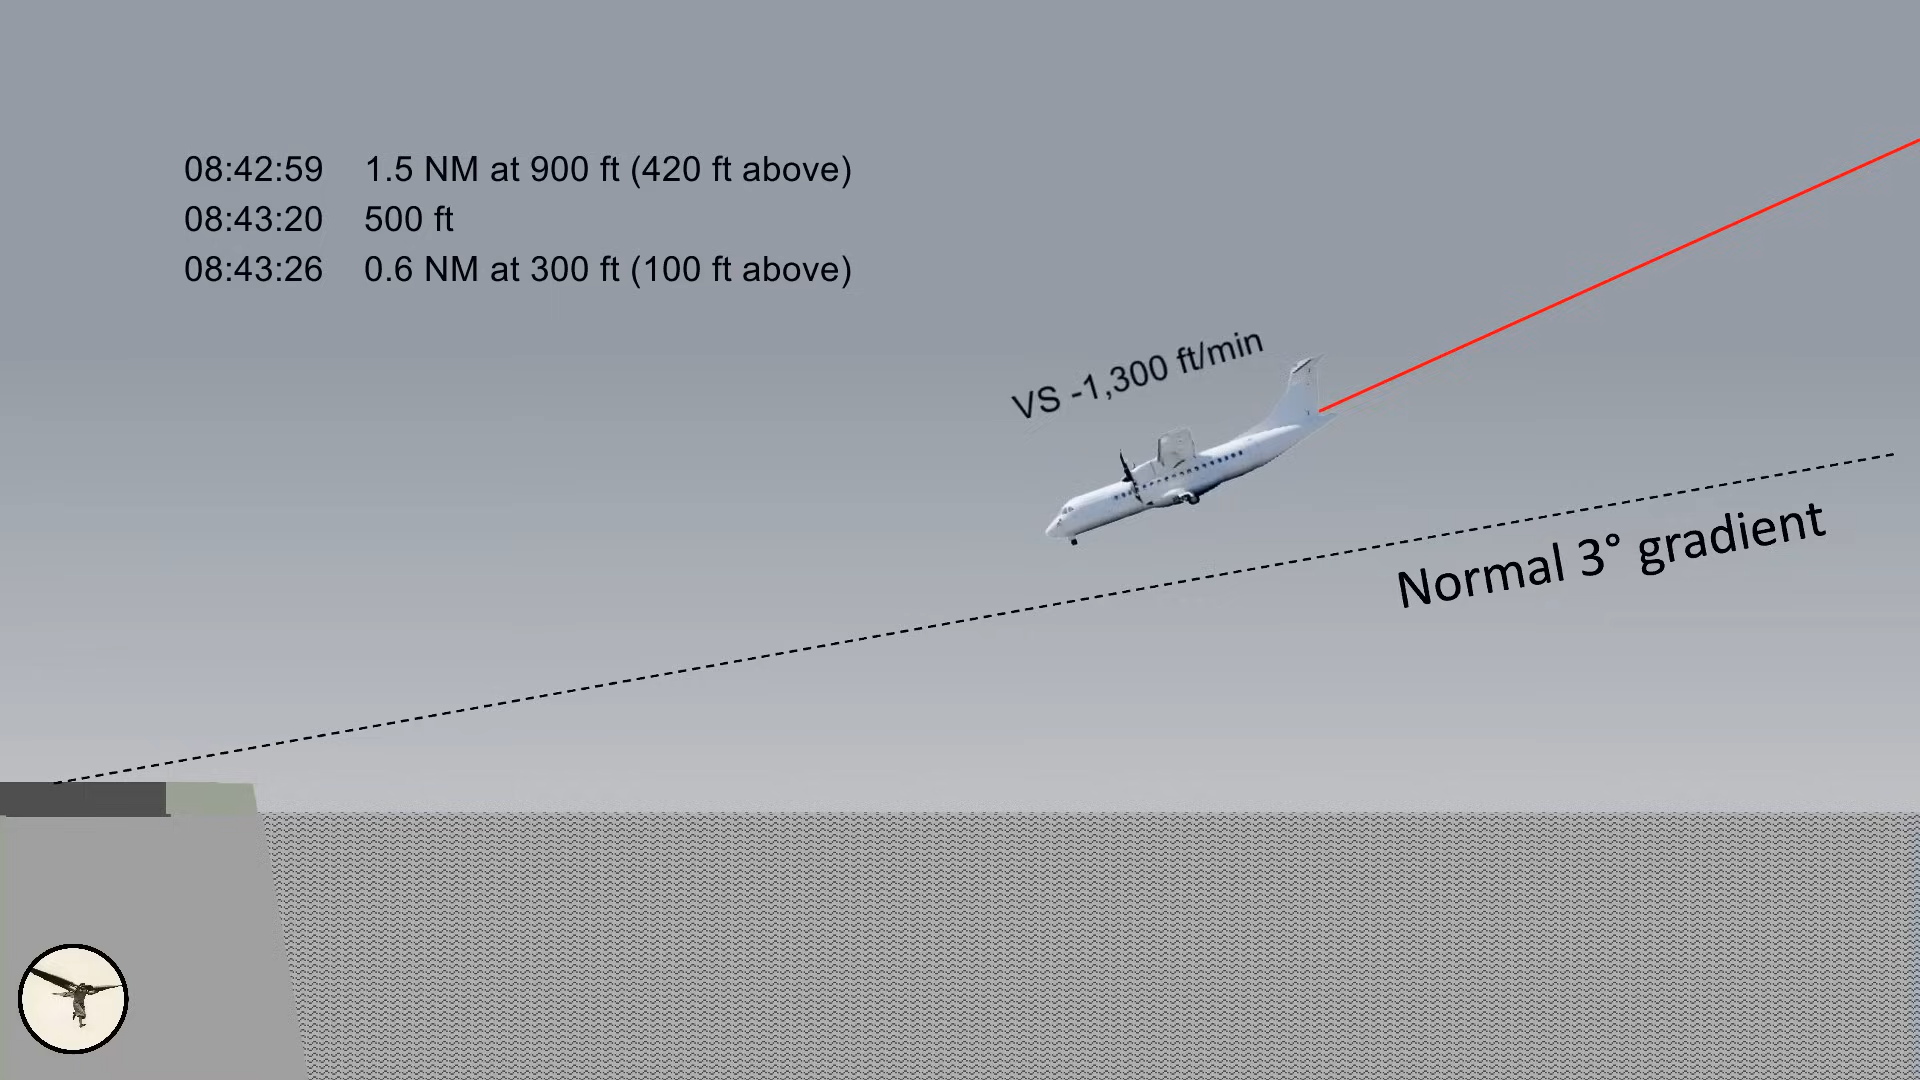 08:42:59 1.5 NM at 900 ft (420 ft above)
08:43:20 500 ft
08:43:26 0.6 NM at 300 ft (100 ft above)
VS -1,300 ft/min
Normal 3° gradient